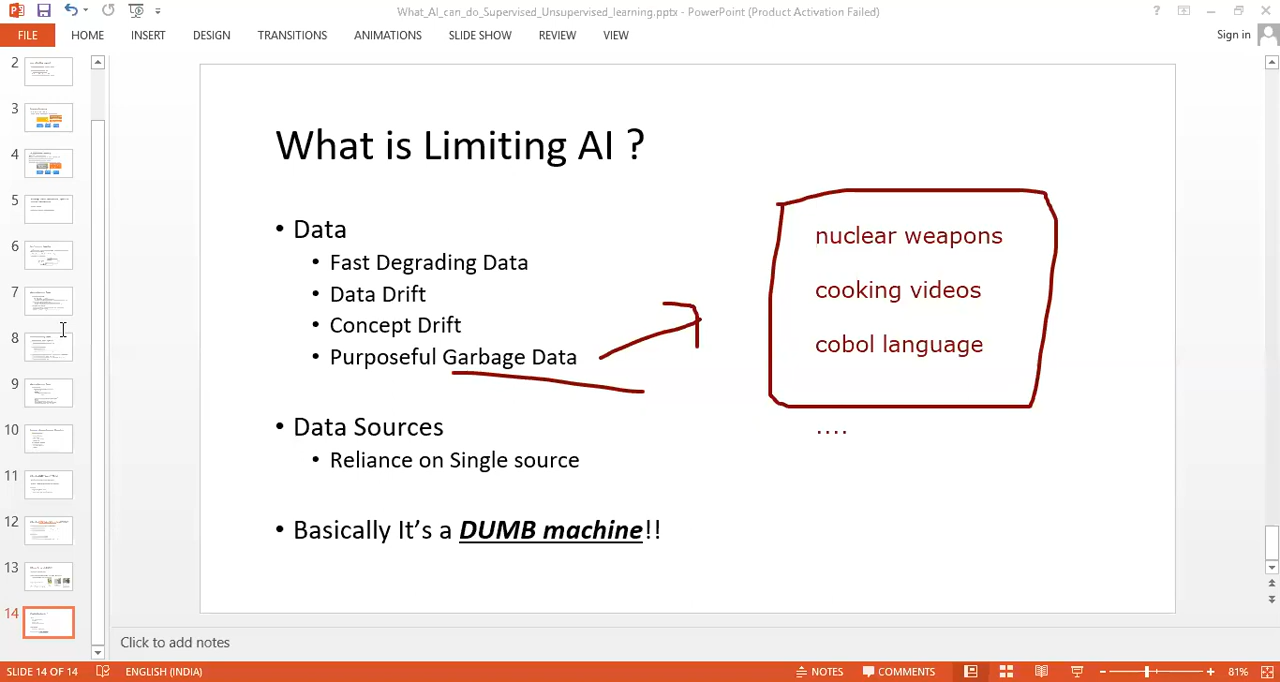 What_AI_can_do_Supervised_Unsupervised_learning.pptx - PowerPoint (Product Activation Failed)
FILE HOME INSERT DESIGN TRANSITIONS ANIMATIONS SLIDE SHOW REVIEW VIEW Sign in
2
3
4
5
6
7
8
9
10
11
12
13
14
What is Limiting AI ?
• Data
• Fast Degrading Data
• Data Drift
• Concept Drift
• Purposeful Garbage Data
• Data Sources
• Reliance on Single source
• Basically It's a DUMB machine!!
nuclear weapons
cooking videos
cobol language
....
Click to add notes
SLIDE 14 OF 14 ENGLISH (INDIA) NOTES COMMENTS 81%